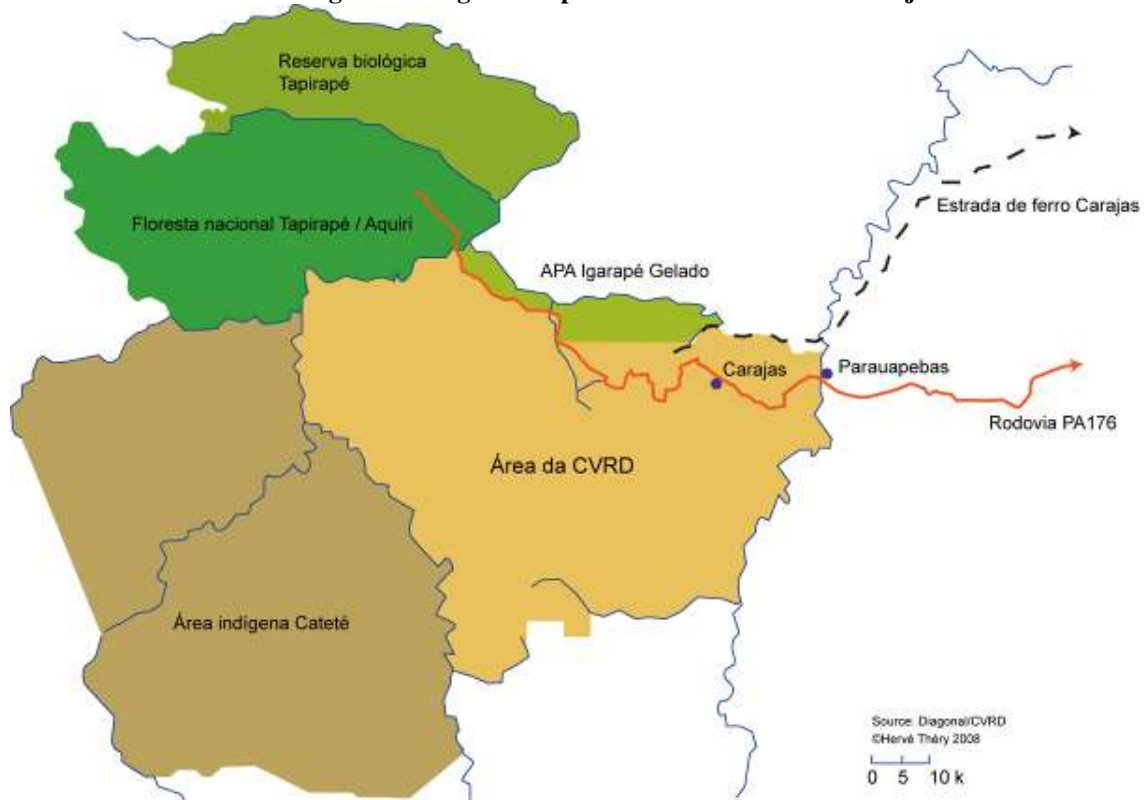 Reserva biológica
Tapirapé
Floresta nacional Tapirapé / Aquiri
Estrada de ferro Carajas
APA Igarapé Gelado
Carajas
Parauapebas
Rodovia PA176
Área da CVRD
Área indígena Cateté
Source: Diagonal/CVRD
©Hervé Théry 2008
0 5 10 k